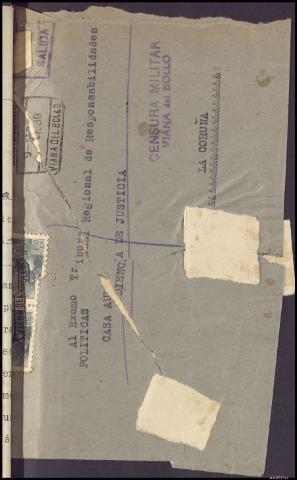 SALIDA
VIANA DEL BOLLO
CENSURA MILITAR
VIANA del BOLLO
Al Excmo Tribunal Regional de Responsabilidades
POLITICAS
CASA AUDIENCIA DE JUSTICIA
LA CORUÑA